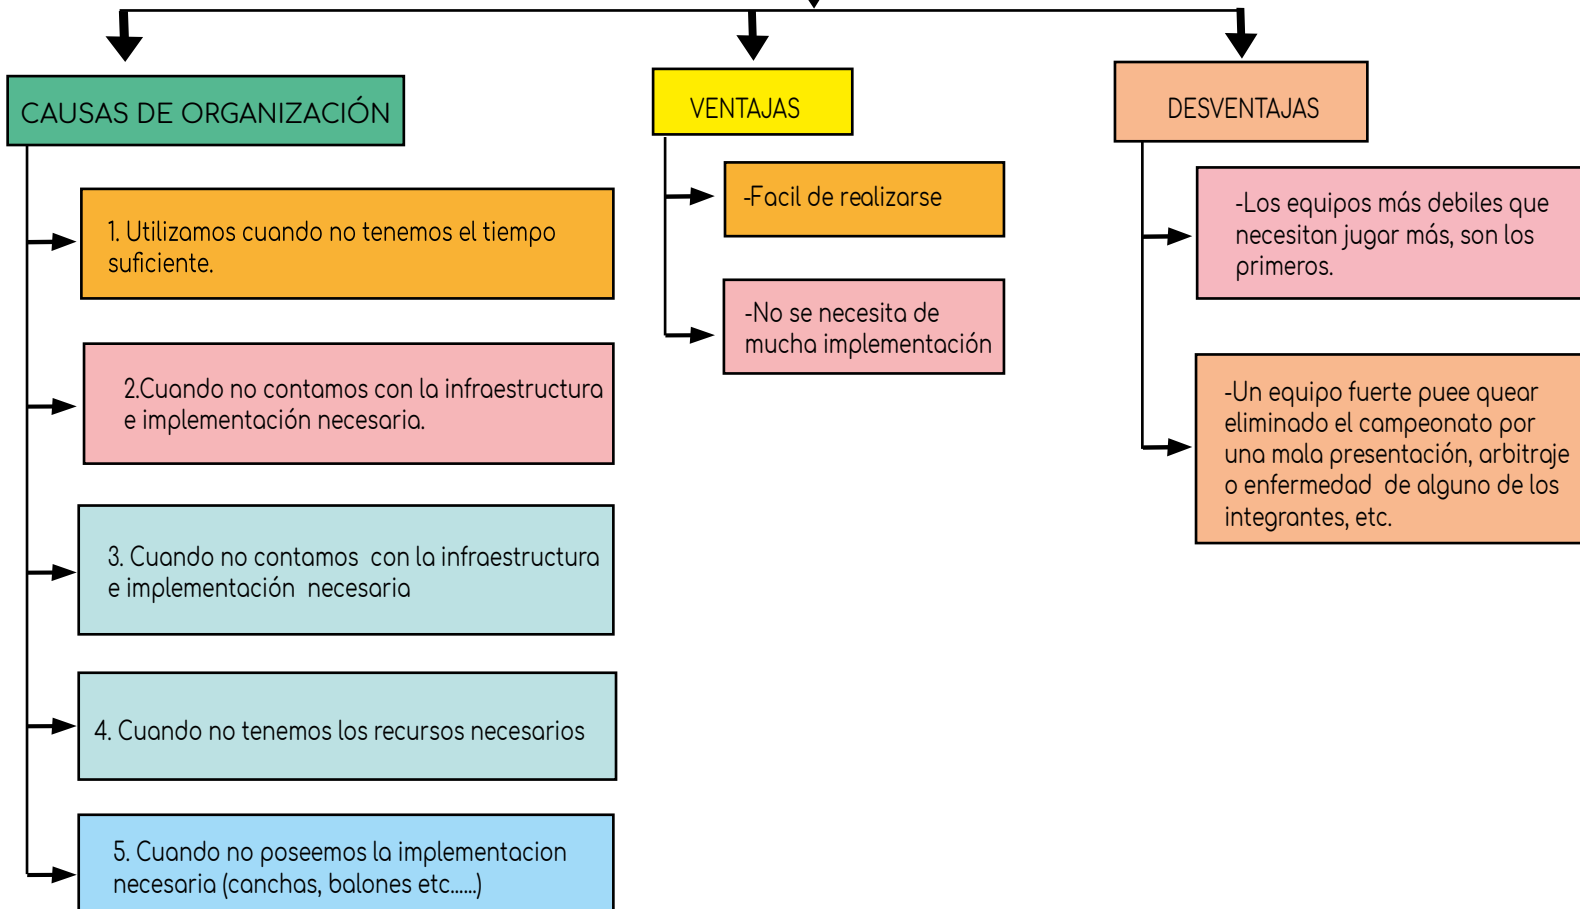 CAUSAS DE ORGANIZACIÓN
1. Utilizamos cuando no tenemos el tiempo
suficiente.
2.Cuando no contamos con la infraestructura
e implementación necesaria.
3. Cuando no contamos  con la infraestructura
e implementación  necesaria
4. Cuando no tenemos los recursos necesarios
5. Cuando no poseemos la implementacion
necesaria (canchas, balones etc......)
VENTAJAS
-Facil de realizarse
-No se necesita de
mucha implementación
DESVENTAJAS
-Los equipos más debiles que
necesitan jugar más, son los
primeros.
-Un equipo fuerte puee quear
eliminado el campeonato por
una mala presentación, arbitraje
o enfermedad  de alguno de los
integrantes, etc.